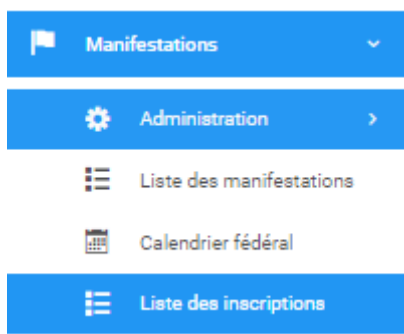 Manifestations
Administration
Liste des manifestations
Calendrier fédéral
Liste des inscriptions